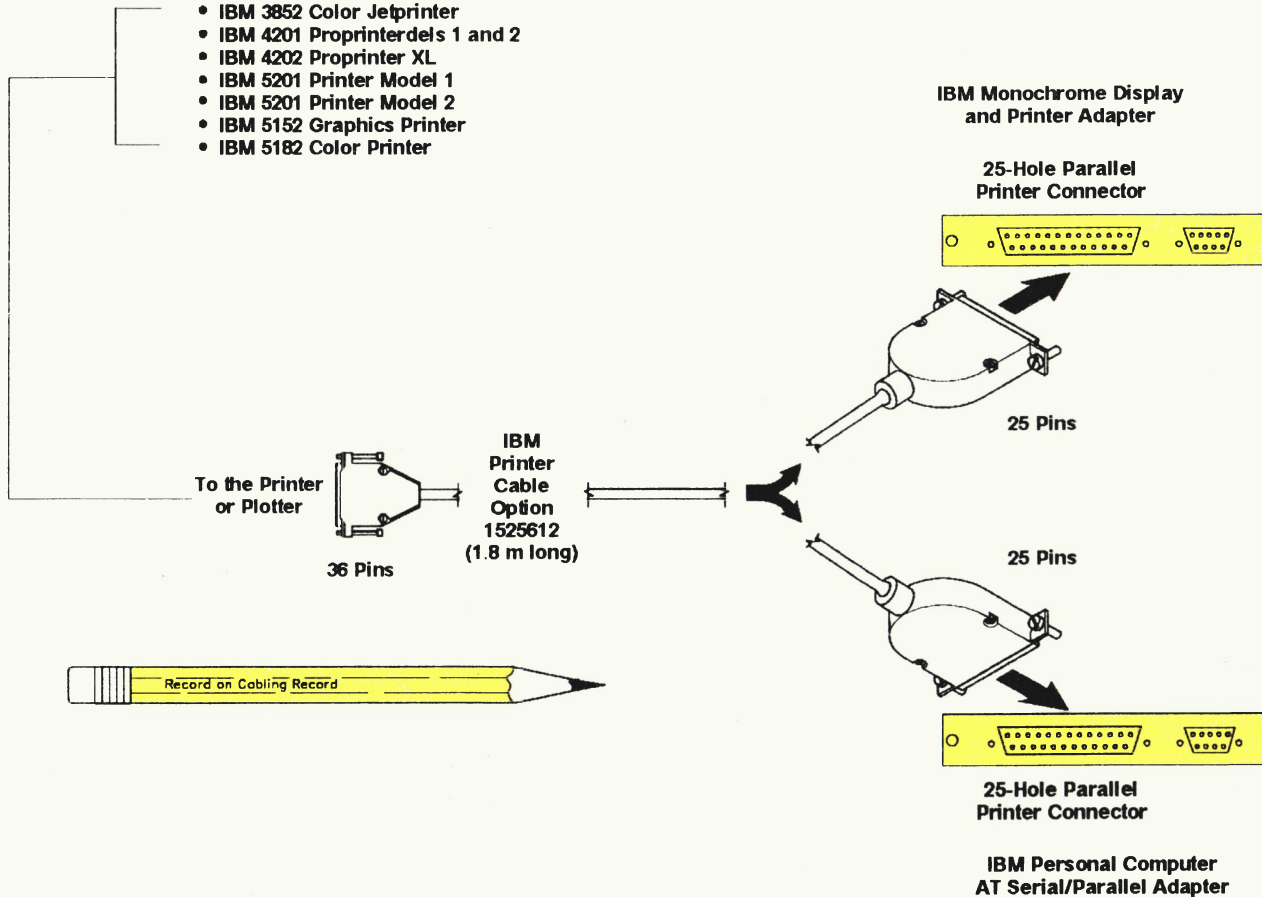 • IBM 3852 Color Jetprinter
• IBM 4201 Proprinterdels 1 and 2
• IBM 4202 Proprinter XL
• IBM 5201 Printer Model 1
• IBM 5201 Printer Model 2
• IBM 5152 Graphics Printer
• IBM 5182 Color Printer
IBM Monochrome Display
and Printer Adapter
25-Hole Parallel
Printer Connector
25 Pins
To the Printer
or Plotter
36 Pins
IBM
Printer
Cable
Option
1525612
(1.8 m long)
25 Pins
Record on Cabling Record
25-Hole Parallel
Printer Connector
IBM Personal Computer
AT Serial/Parallel Adapter